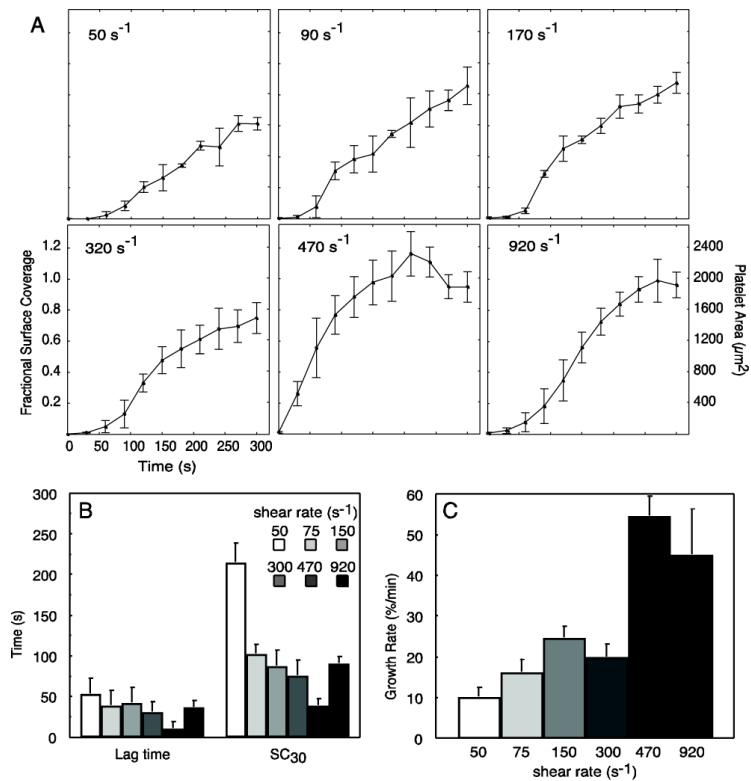 A
50 s-1
90 s-1
170 s-1
320 s-1
470 s-1
920 s-1
Fractional Surface Coverage
1.2
1.0
0.8
0.6
0.4
0.2
0 50 100 150 200 250 300
Time (s)
2400
2000
1600
1200
800
400
Platelet Area (µm2)
B
shear rate (s-1)
50 75 150
300 470 920
Time (s)
300
250
200
150
100
50
0
Lag time SC30
C
Growth Rate (%/min)
60
50
40
30
20
10
0
50 75 150 300 470 920
shear rate (s-1)